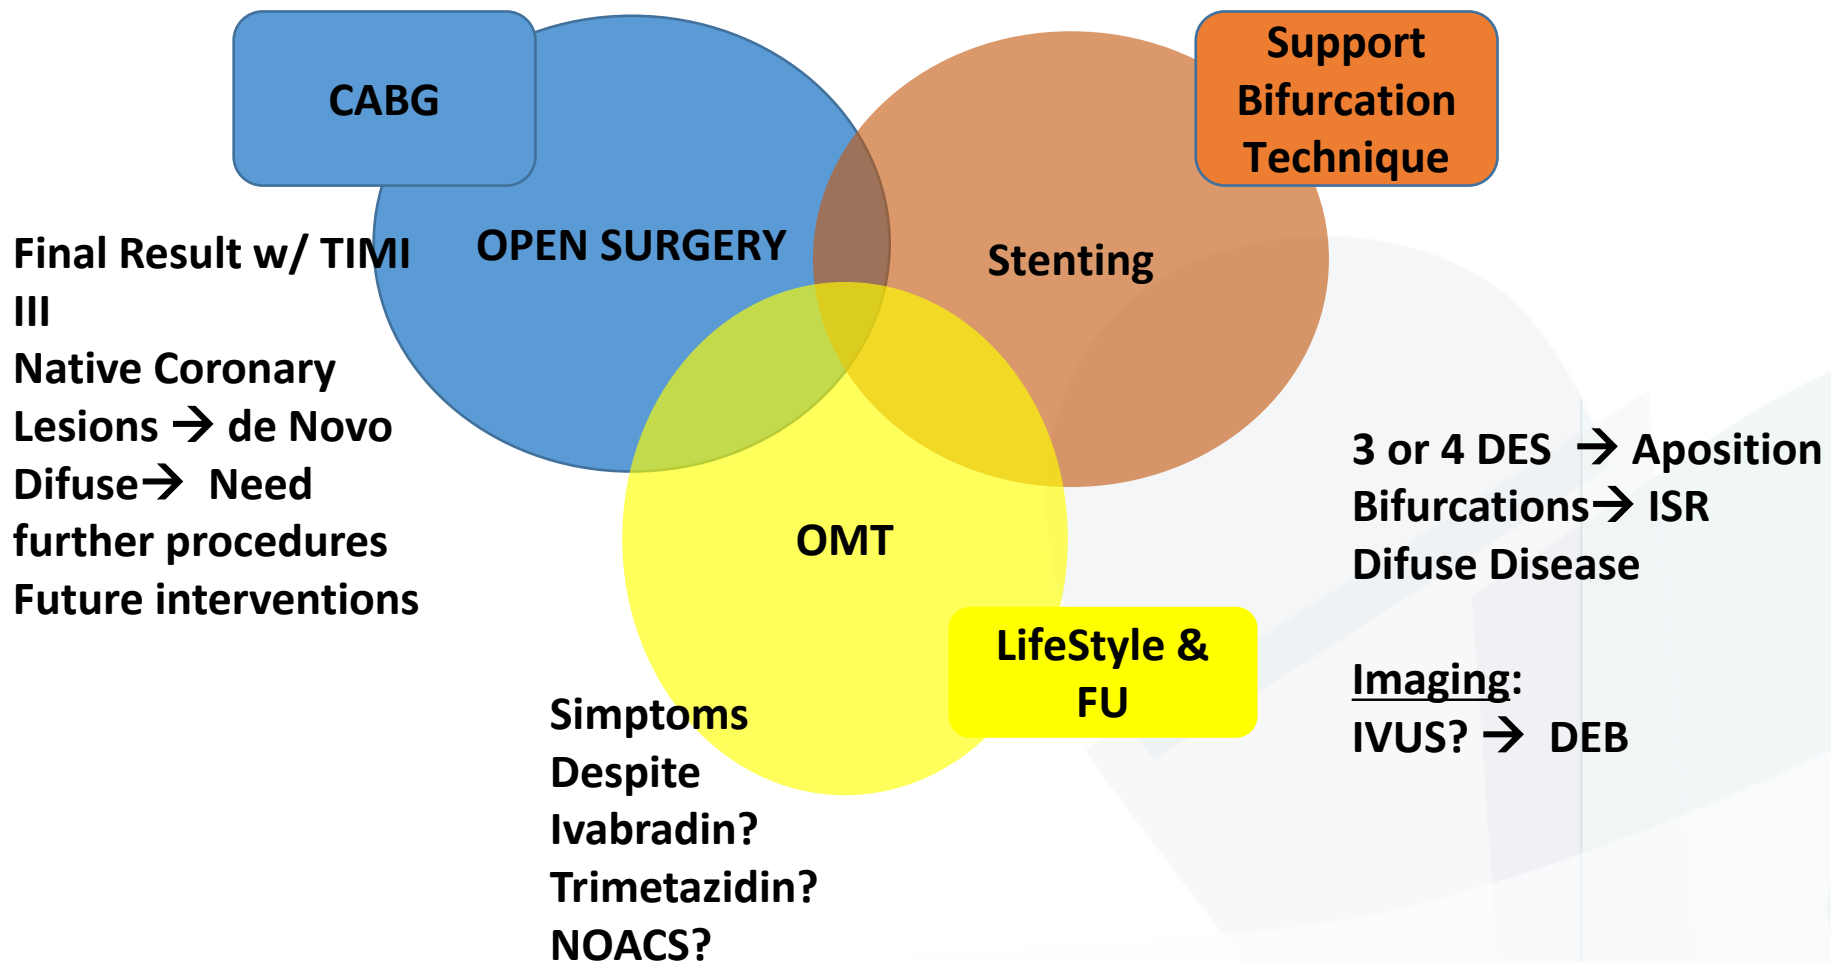 CABG
OPEN SURGERY
Support
Bifurcation
Technique
Stenting
Final Result w/ TIMI
III
Native Coronary
Lesions → de Novo
Difuse→ Need
further procedures
Future interventions
OMT
LifeStyle &
FU
Simptoms
Despite
Ivabradin?
Trimetazidin?
NOACS?
3 or 4 DES → Aposition
Bifurcations→ ISR
Difuse Disease
Imaging:
IVUS? → DEB